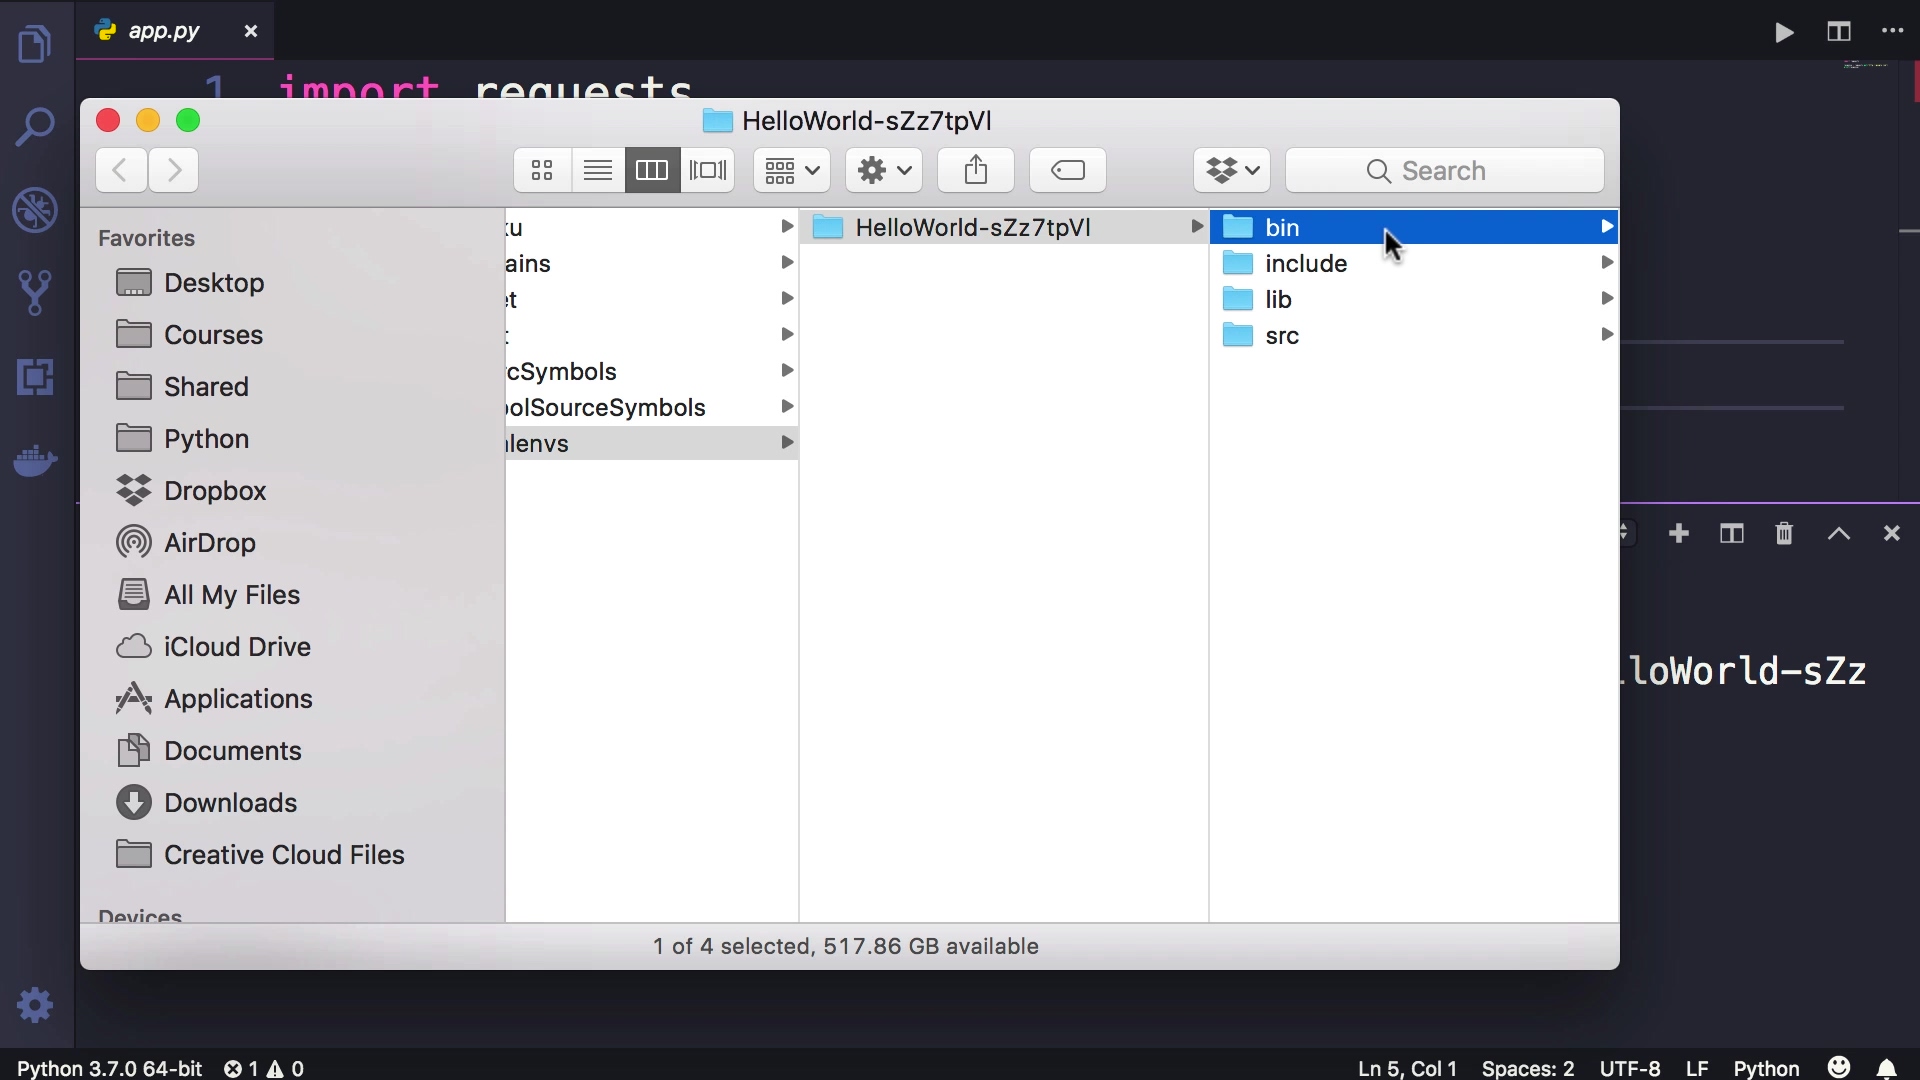 app.py
1 import requests
HelloWorld-sZz7tpVl
Search
Favorites
Desktop
Courses
Shared
Python
Dropbox
AirDrop
All My Files
iCloud Drive
Applications
Documents
Downloads
Creative Cloud Files
Devices
ains
cSymbols
olSourceSymbols
lenvs
HelloWorld-sZz7tpVl
bin
include
lib
src
1 of 4 selected, 517.86 GB available
loWorld-sZz
Python 3.7.0 64-bit 1 0 Ln 5, Col 1 Spaces: 2 UTF-8 LF Python